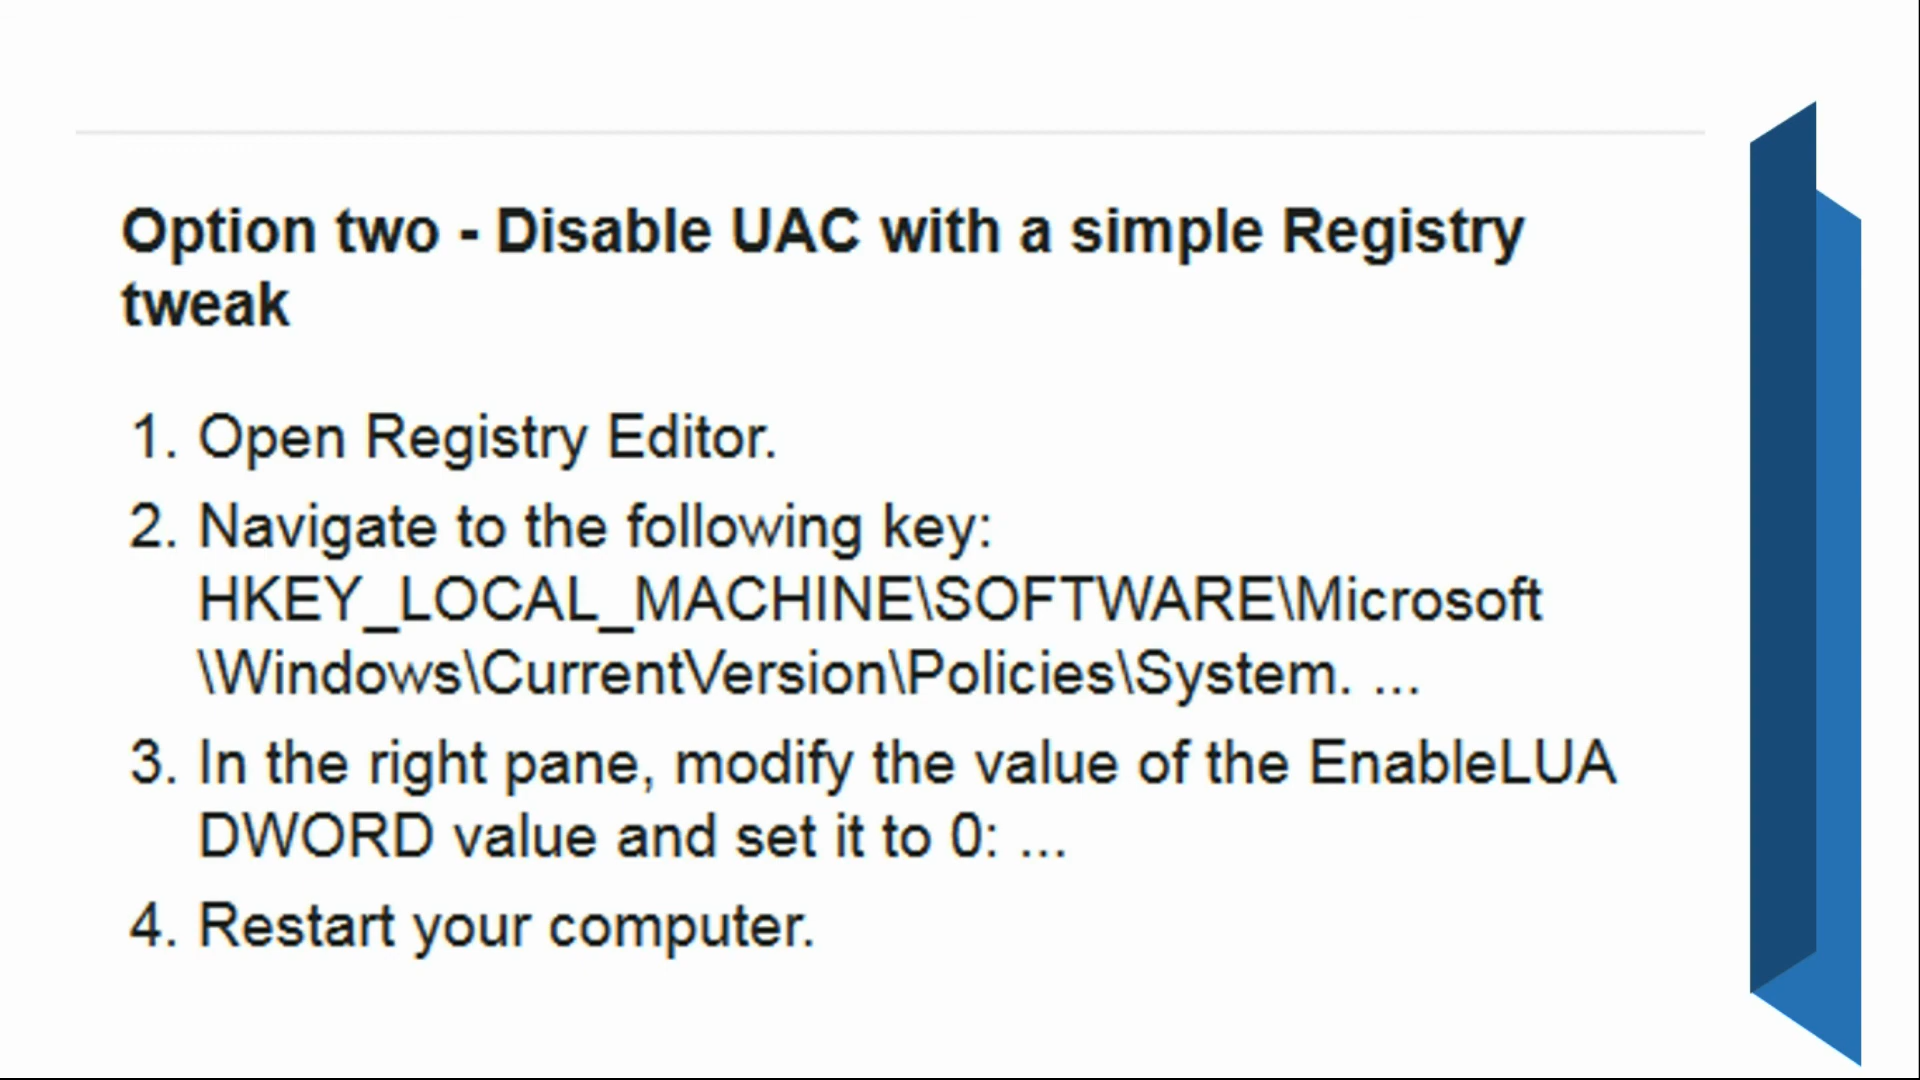 Option two - Disable UAC with a simple Registry
tweak
1. Open Registry Editor.
2. Navigate to the following key:
HKEY_LOCAL_MACHINE\SOFTWARE\Microsoft
\Windows\CurrentVersion\Policies\System. ...
3. In the right pane, modify the value of the EnableLUA
DWORD value and set it to 0: ...
4. Restart your computer.